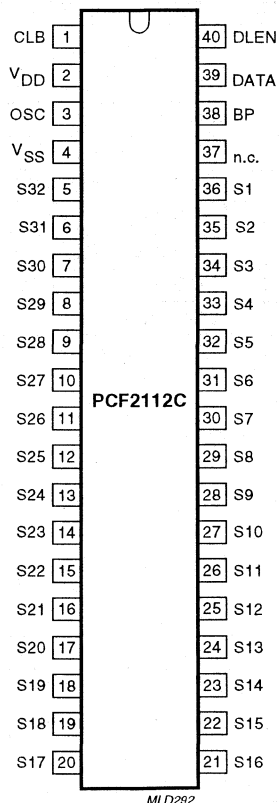 CLB 1 40 DLEN
VDD 2 39 DATA
OSC 3 38 BP
VSS 4 37 n.c.
S32 5 36 S1
S31 6 35 S2
S30 7 34 S3
S29 8 33 S4
S28 9 32 S5
S27 10 31 S6
PCF2112C
S26 11 30 S7
S25 12 29 S8
S24 13 28 S9
S23 14 27 S10
S22 15 26 S11
S21 16 25 S12
S20 17 24 S13
S19 18 23 S14
S18 19 22 S15
S17 20 21 S16
MLD292